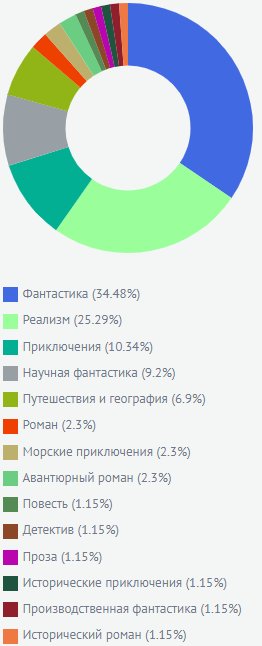 Фантастика (34.48%)
Реализм (25.29%)
Приключения (10.34%)
Научная фантастика (9.2%)
Путешествия и география (6.9%)
Роман (2.3%)
Морские приключения (2.3%)
Авантюрный роман (2.3%)
Повесть (1.15%)
Детектив (1.15%)
Проза (1.15%)
Исторические приключения (1.15%)
Производственная фантастика (1.15%)
Исторический роман (1.15%)